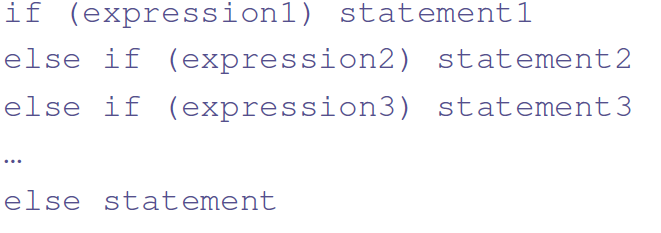 if (expression1) statement1
else if (expression2) statement2
else if (expression3) statement3
…
else statement